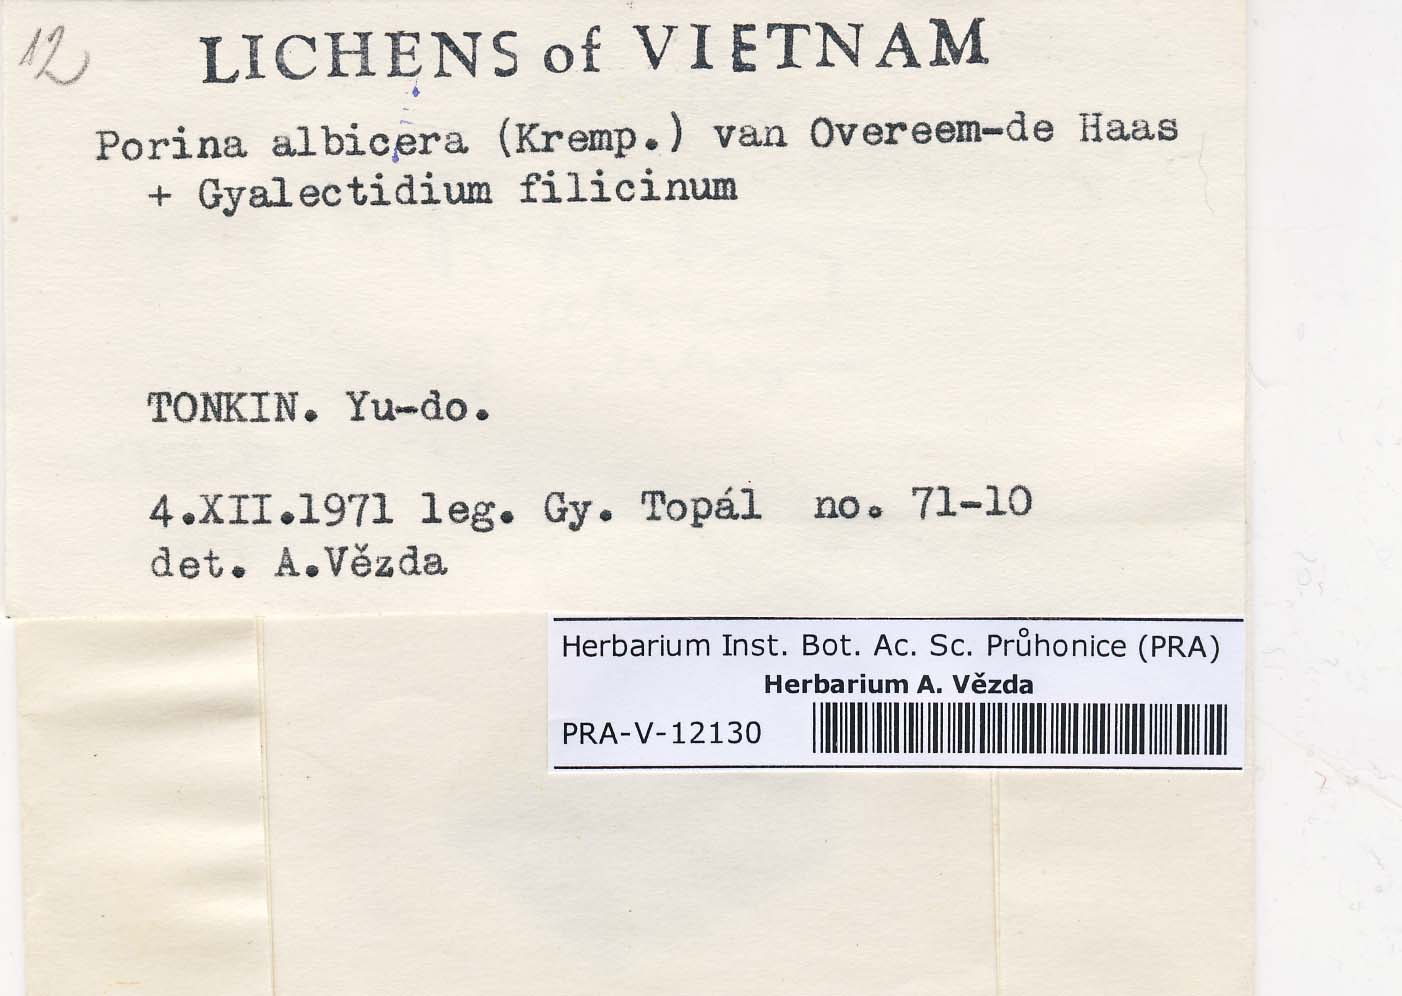 12
LICHENS of VIETNAM
Porina albicera (Kremp.) van Overeem-de Haas
+ Gyalectidium filicinum
TONKIN. Yu-do.
4.XII.1971 leg. Gy. Topál no. 71-10
det. A.Vězda
Herbarium Inst. Bot. Ac. Sc. Průhonice (PRA)
Herbarium A. Vězda
PRA-V-12130